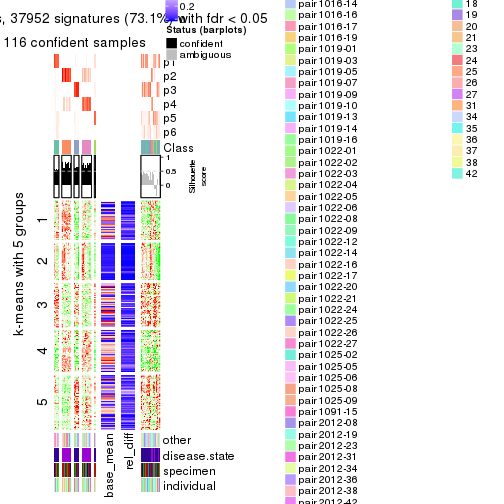 , 37952 signatures (73.1%) with fdr < 0.05
116 confident samples
0.2
0
Status (barplots)
confident
ambiguous
p1
p2
p3
p4
p5
p6
Class
1
0.5
0
Silhouette
score
k-means with 5 groups
1
2
3
4
5
base_mean
rel_diff
other
disease.state
specimen
individual
pair1016-14
pair1016-16
pair1016-17
pair1016-19
pair1019-01
pair1019-03
pair1019-05
pair1019-07
pair1019-09
pair1019-10
pair1019-13
pair1019-14
pair1019-16
pair1022-01
pair1022-02
pair1022-03
pair1022-04
pair1022-05
pair1022-06
pair1022-08
pair1022-09
pair1022-12
pair1022-14
pair1022-16
pair1022-17
pair1022-20
pair1022-21
pair1022-24
pair1022-25
pair1022-26
pair1022-27
pair1025-02
pair1025-05
pair1025-06
pair1025-08
pair1025-09
pair1091-15
pair2012-08
pair2012-19
pair2012-23
pair2012-31
pair2012-34
pair2012-36
pair2012-38
pair2012-42
18
19
20
21
24
25
26
27
31
34
35
36
37
38
42